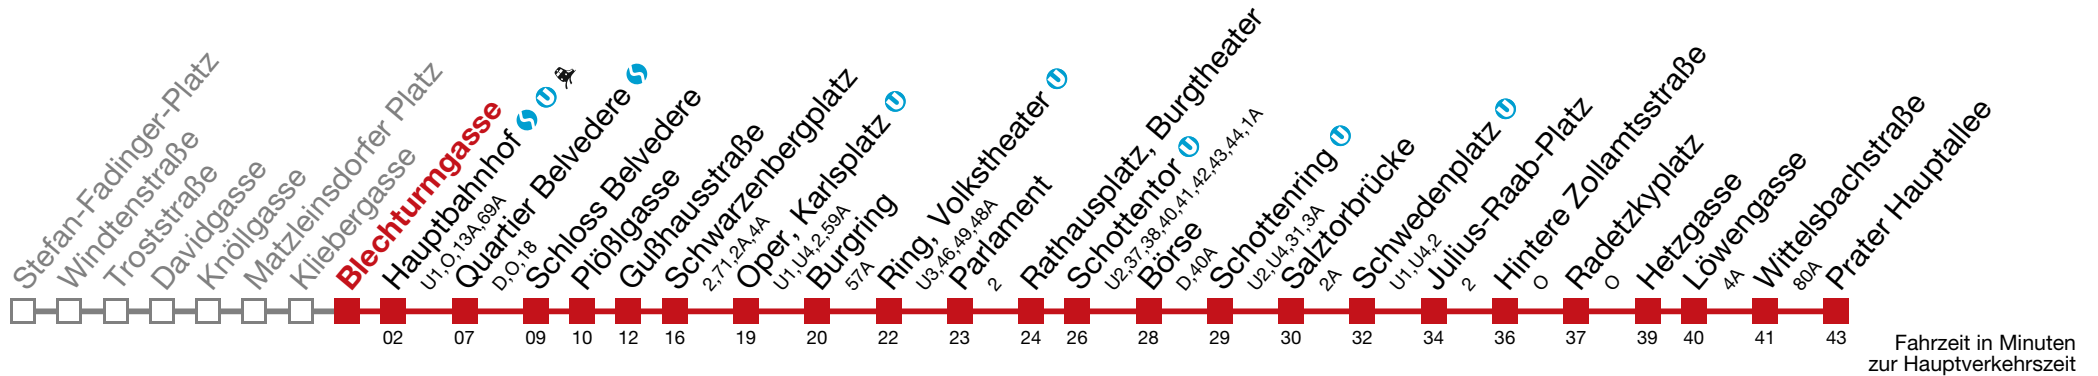 Stefan-Fadinger-Platz
Windtenstraße
Troststraße
Davidgasse
Knöllgasse
Matzleinsdorfer Platz
Kliebergasse
Blechturmgasse
Hauptbahnhof
U1,O,13A,69A
02
Quartier Belvedere
D,O,18
07
Schloss Belvedere
09
Plößlgasse
10
Gußhausstraße
12
Schwarzenbergplatz
2,71,2A,4A
16
Oper, Karlsplatz U
U1,U4,2,59A
19
Burgring
57A
20
Ring, Volkstheater U
U3,46,49,48A
22
Parlament
2
23
Rathausplatz, Burgtheater
24
Schottentor U
U2,37,38,40,41,42,43,44,1A
26
Börse
D,40A
28
Schottenring U
U2,U4,31,3A
29
Salztorbrücke
2A
30
Schwedenplatz U
U1,U4,2
32
Julius-Raab-Platz
2
34
Hintere Zollamtsstraße
O
36
Radetzkyplatz
O
37
Hetzgasse
39
Löwengasse
4A
40
Wittelsbachstraße
80A
41
Prater Hauptallee
43
Fahrzeit in Minuten
zur Hauptverkehrszeit